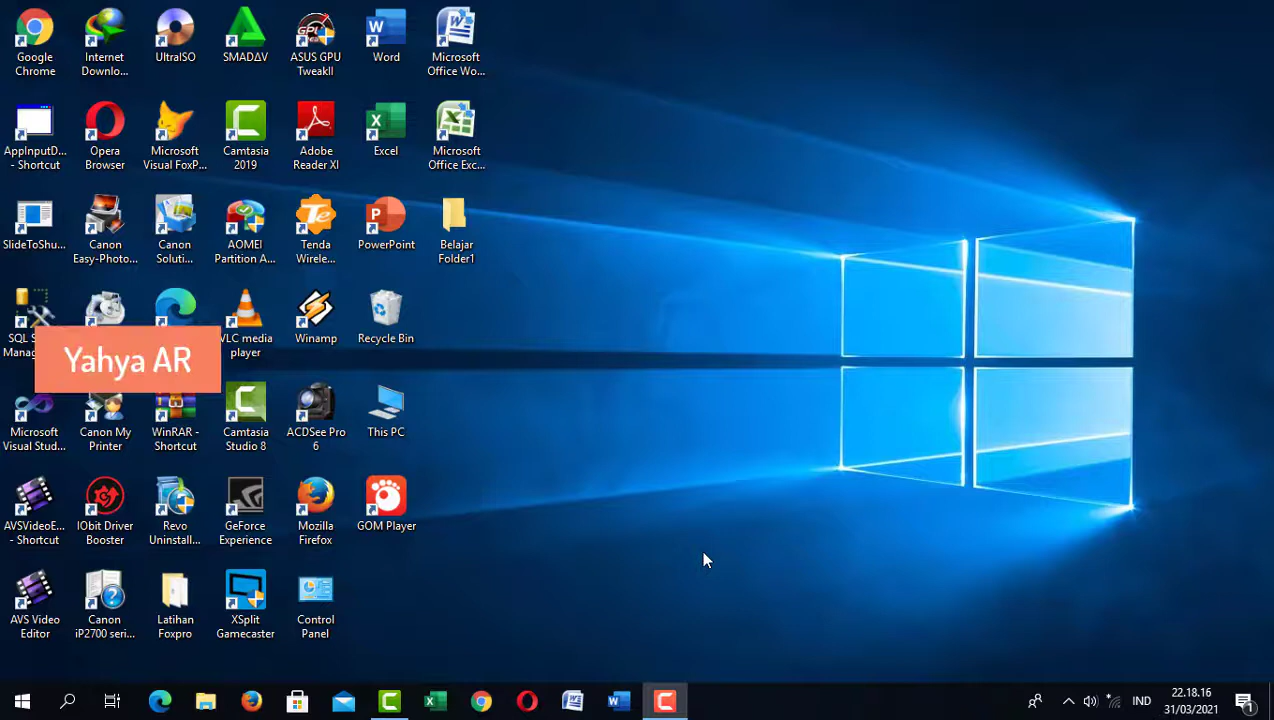 Google
Chrome
Internet
Downlo...
UltraISO
SMADΔV
ASUS GPU
TweakII
Word
Microsoft
Office Wo...
AppInputD...
- Shortcut
Opera
Browser
Microsoft
Visual FoxP...
Camtasia
2019
Adobe
Reader XI
Excel
Microsoft
Office Exc...
SlideToShu...
Canon
Easy-Photo...
Canon
Soluti...
AOMEI
Partition A...
Tenda
Wirele...
PowerPoint
Belajar
Folder1
SQL S
Manag
VLC media
player
Winamp
Recycle Bin
Yahya AR
Microsoft
Visual Stud...
Canon My
Printer
WinRAR -
Shortcut
Camtasia
Studio 8
ACDSee Pro
6
This PC
AVSVideoE...
- Shortcut
IObit Driver
Booster
Revo
Uninstall...
GeForce
Experience
Mozilla
Firefox
GOM Player
AVS Video
Editor
Canon
iP2700 seri...
Latihan
Foxpro
XSplit
Gamecaster
Control
Panel
IND
22.18.16
31/03/2021
1